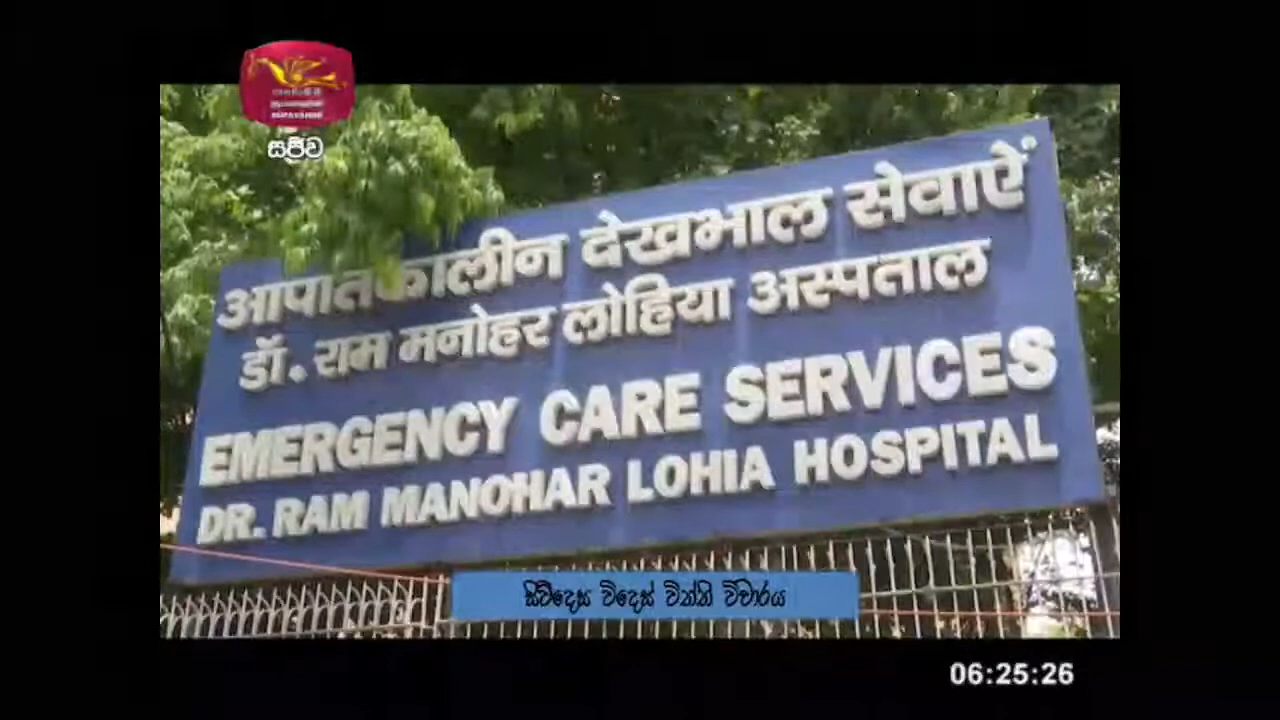 සජීව
आपातकालीन देखभाल सेवाऐं
डॉ. राम मनोहर लोहिया अस्पताल
EMERGENCY CARE SERVICES
DR. RAM MANOHAR LOHIA HOSPITAL
සිව්දෙස විදෙස් විත්ති විචාරය
06:25:26